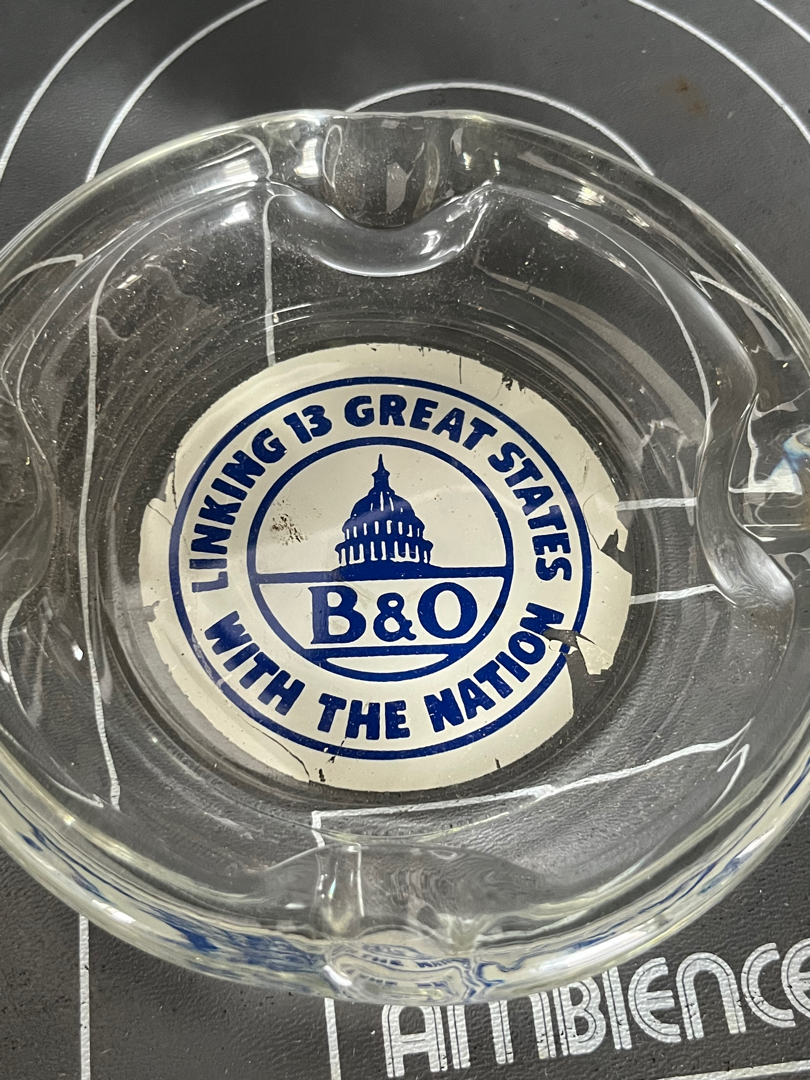 LINKING 13 GREAT STATES
B&O
WITH THE NATION
AMBIENCE